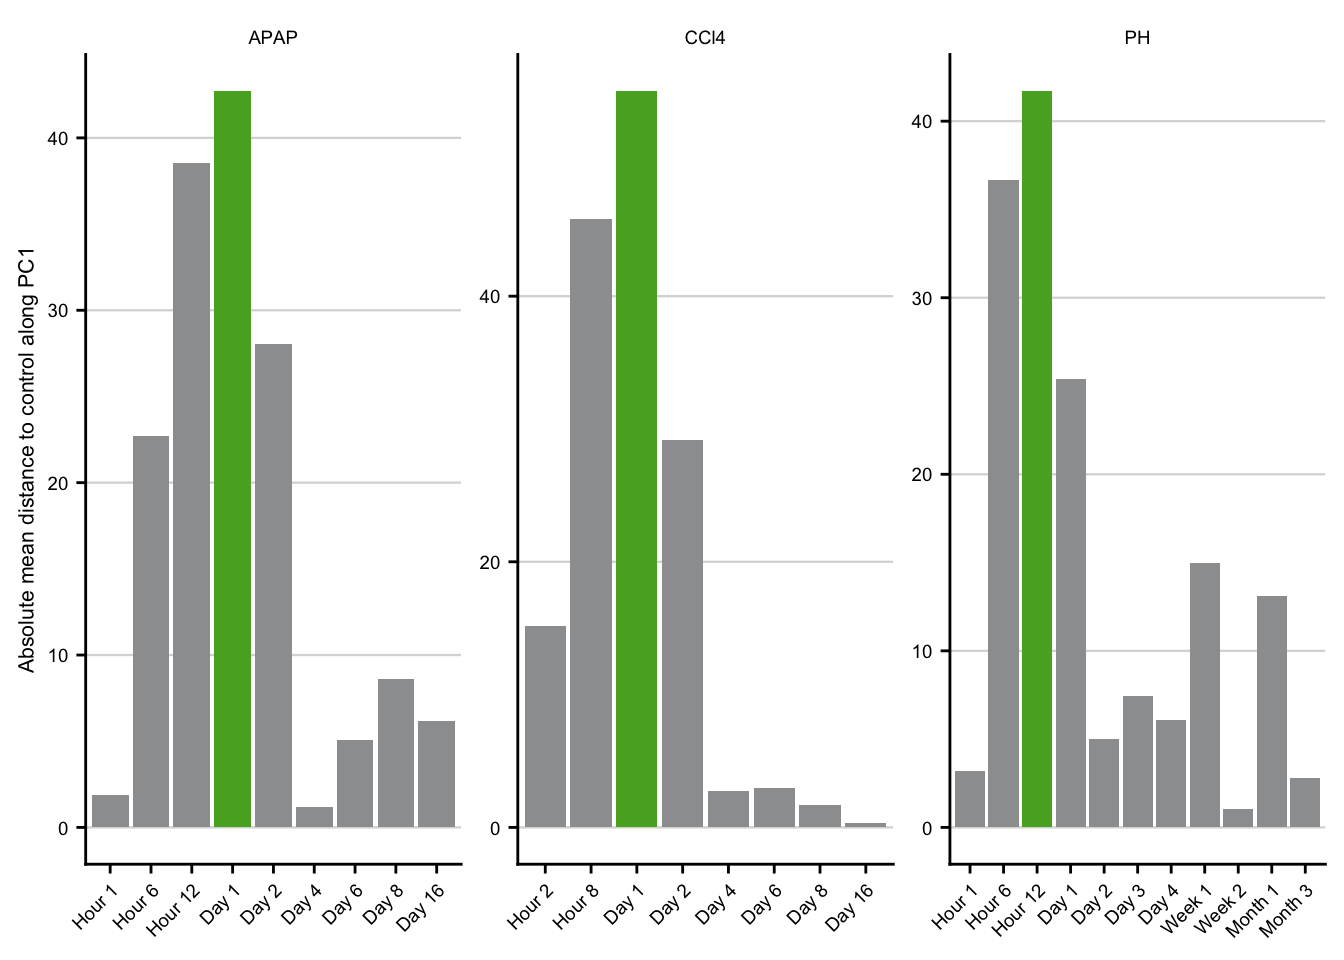 APAP
CCl4
PH
Absolute mean distance to control along PC1
40
30
20
10
0
40
20
0
40
30
20
10
0
Hour 1
Hour 6
Hour 12
Day 1
Day 2
Day 4
Day 6
Day 8
Day 16
Hour 2
Hour 8
Day 1
Day 2
Day 4
Day 6
Day 8
Day 16
Hour 1
Hour 6
Hour 12
Day 1
Day 2
Day 3
Day 4
Week 1
Week 2
Month 1
Month 3